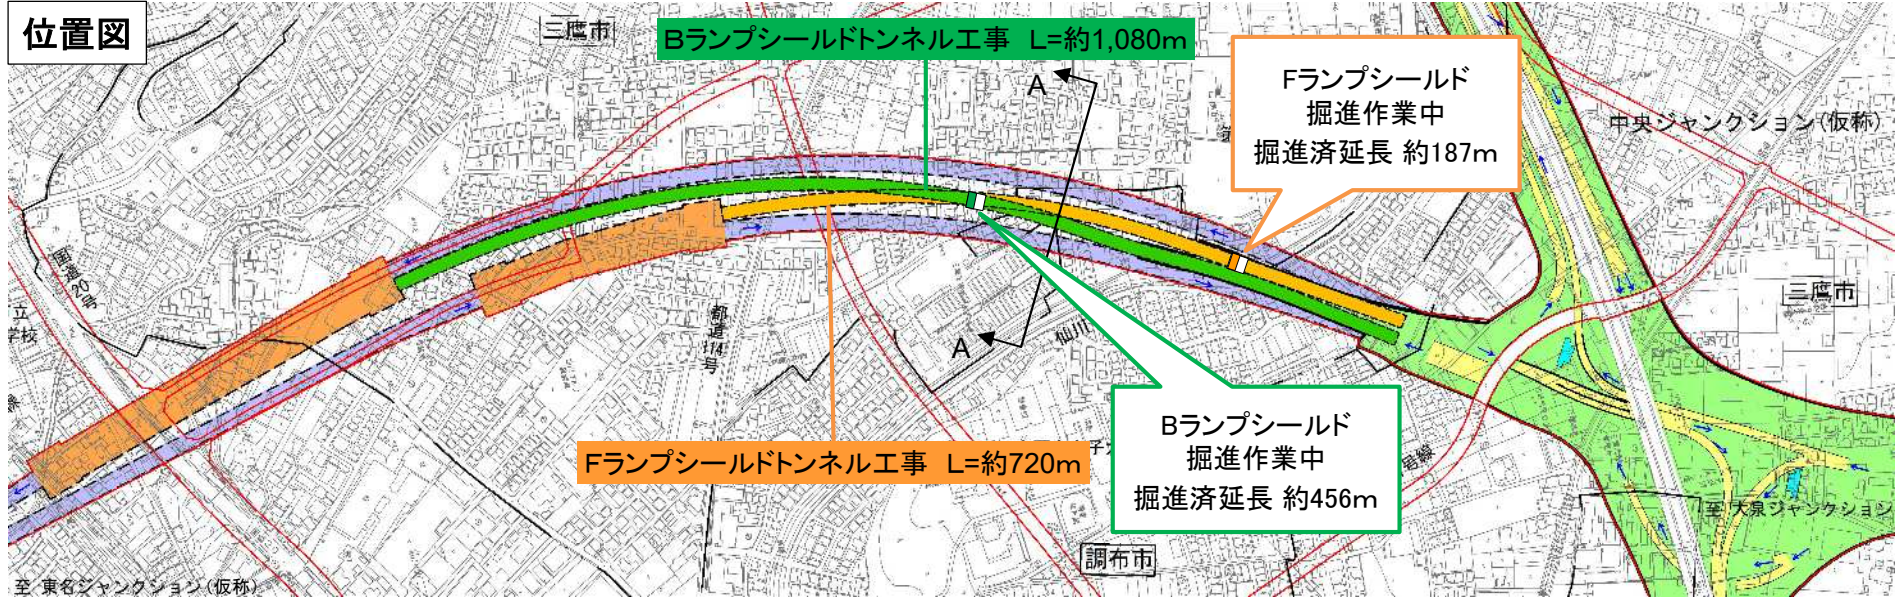 位置図
三鷹市
Bランプシールドトンネル工事 L=約1,080m
A
Fランプシールド
掘進作業中
掘進済延長 約187m
中央ジャンクション(仮称)
三鷹市
国道20号
都道114号
仙川
A
Bランプシールド
掘進作業中
掘進済延長 約456m
Fランプシールドトンネル工事 L=約720m
号線
至 大泉ジャンクション
調布市
至 東名ジャンクション(仮称)